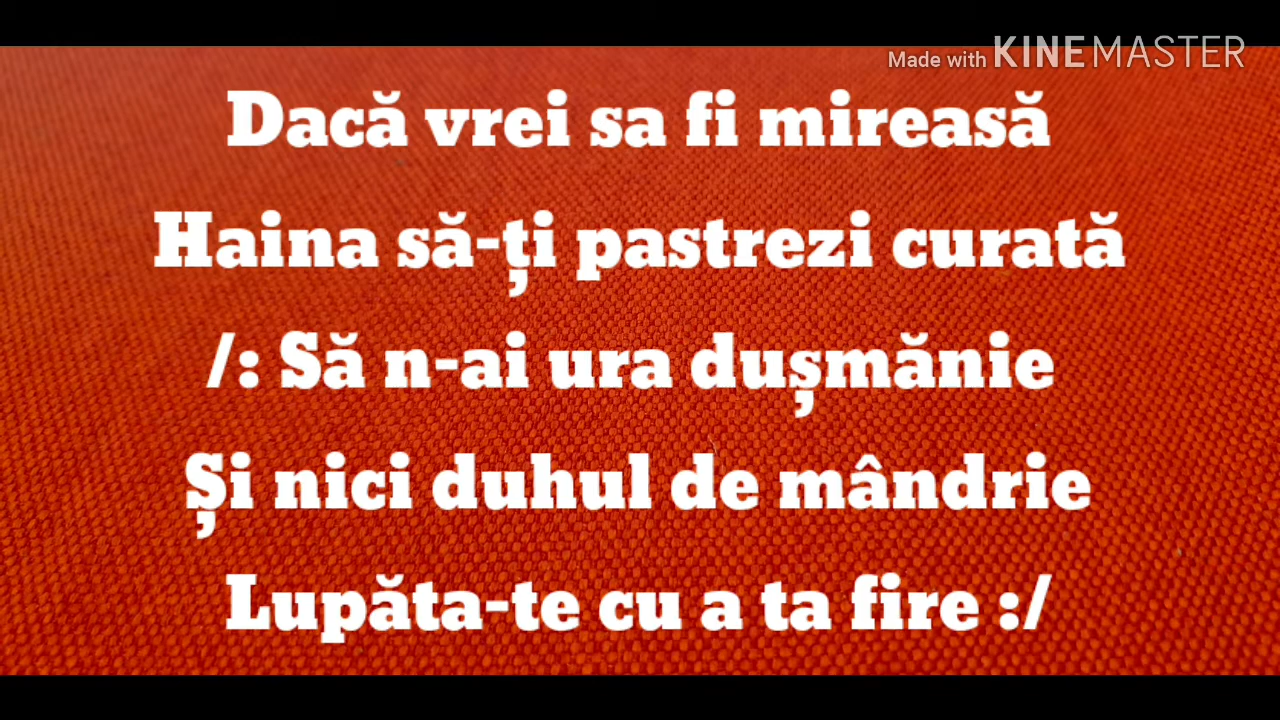 Made with KINEMASTER
Dacă vrei sa fi mireasă
Haina să-ți pastrezi curată
/: Să n-ai ura dușmănie
Și nici duhul de mândrie
Lupăta-te cu a ta fire :/